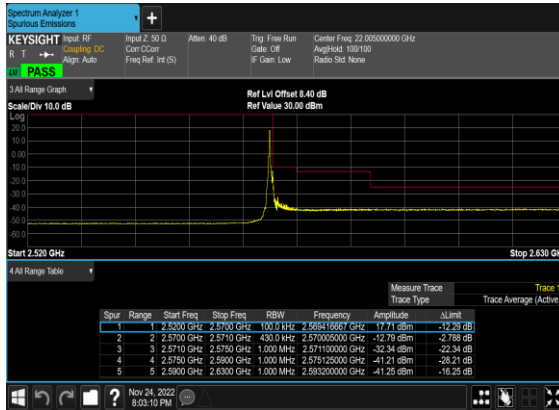 Spectrum Analyzer 1
Spurious Emissions
KEYSIGHT
R T
LV PASS
Input: RF
Coupling: DC
Align: Auto
Input Z: 50 Ω
Corr CCorr
Freq Ref: Int (S)
Atten: 40 dB
Trig: Free Run
Gate: Off
IF Gain: Low
Center Freq: 22.005000000 GHz
Avg|Hold: 100/100
Radio Std: None
3 All Range Graph
Ref Lvl Offset 8.40 dB
Scale/Div 10.0 dB
Ref Value 30.00 dBm
Log
20.0
10.0
0.00
-10.0
-20.0
-30.0
-40.0
-50.0
-60.0
Start 2.520 GHz
Stop 2.630 GH
4 All Range Table
Measure Trace Trace 1
Trace Type Trace Average (Active
Spur Range Start Freq Stop Freq RBW Frequency Amplitude ΔLimit
1 1 2.5200 GHz 2.5700 GHz 100.0 kHz 2.569416667 GHz 17.71 dBm -12.29 dB
2 2 2.5700 GHz 2.5710 GHz 430.0 kHz 2.570005000 GHz -12.79 dBm -2.788 dB
3 3 2.5710 GHz 2.5750 GHz 1.000 MHz 2.571100000 GHz -32.34 dBm -22.34 dB
4 4 2.5750 GHz 2.5900 GHz 1.000 MHz 2.575125000 GHz -41.21 dBm -28.21 dB
5 5 2.5900 GHz 2.6300 GHz 1.000 MHz 2.593200000 GHz -41.25 dBm -16.25 dB
Nov 24, 2022
8:03:10 PM